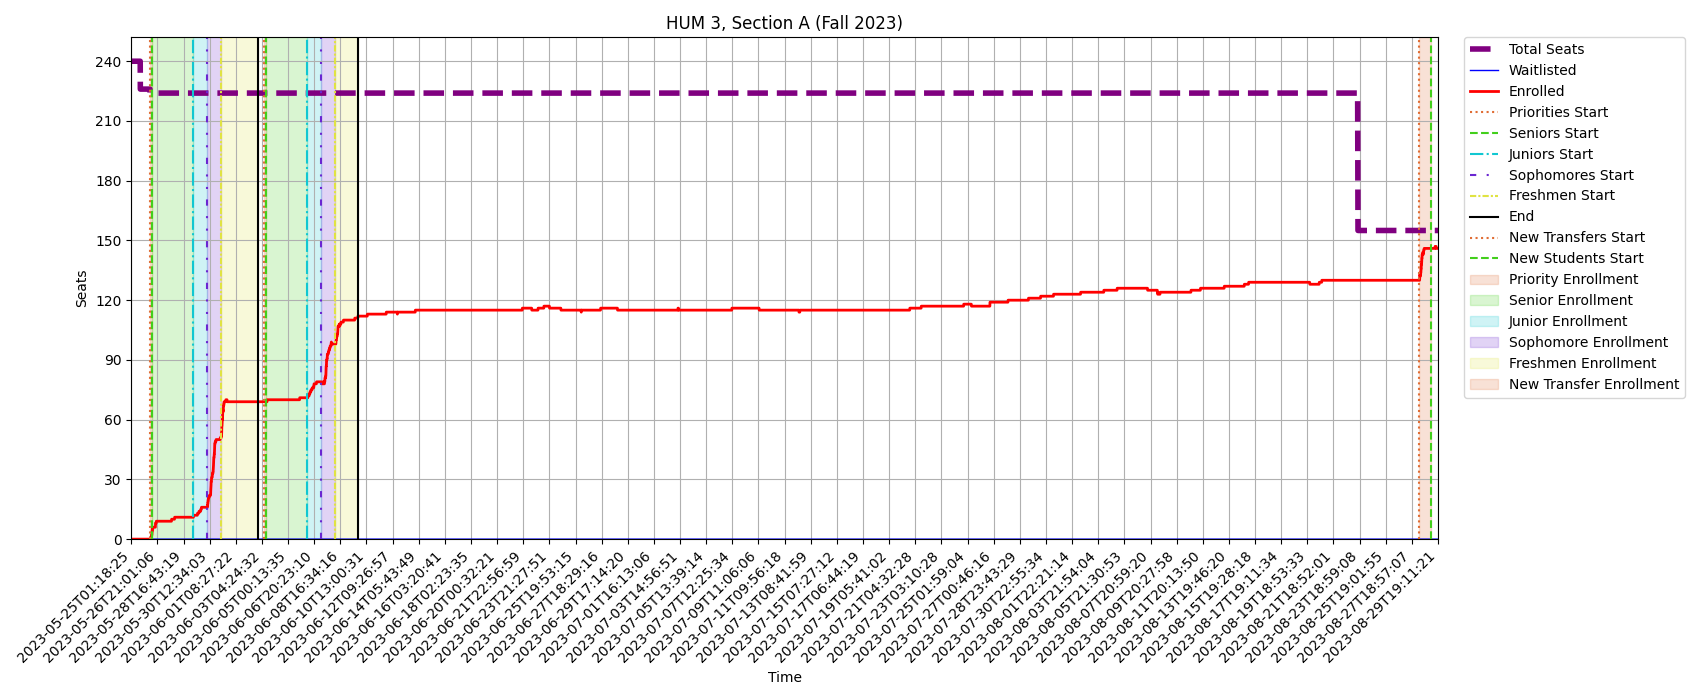 HUM 3, Section A (Fall 2023)
Seats
240
210
180
150
120
90
60
30
0
2023-05-25T01:18:25
2023-05-26T21:01:06
2023-05-28T16:43:19
2023-05-30T12:34:03
2023-06-01T08:27:22
2023-06-03T04:24:32
2023-06-05T00:13:35
2023-06-06T20:23:10
2023-06-08T16:34:16
2023-06-10T13:00:31
2023-06-12T09:26:57
2023-06-14T05:43:49
2023-06-16T03:20:41
2023-06-18T02:23:35
2023-06-20T00:32:21
2023-06-21T22:56:59
2023-06-23T21:27:51
2023-06-25T19:53:15
2023-06-27T18:29:16
2023-06-29T17:14:20
2023-07-01T16:13:06
2023-07-03T14:56:51
2023-07-05T13:39:14
2023-07-07T12:25:34
2023-07-09T11:06:06
2023-07-11T09:56:18
2023-07-13T08:41:59
2023-07-15T07:27:12
2023-07-17T06:44:19
2023-07-19T05:41:02
2023-07-21T04:32:28
2023-07-23T03:10:28
2023-07-25T01:59:04
2023-07-27T00:46:16
2023-07-28T23:43:29
2023-07-30T22:55:34
2023-08-01T22:21:14
2023-08-03T21:54:04
2023-08-05T21:30:53
2023-08-07T20:59:20
2023-08-09T20:27:58
2023-08-11T20:13:50
2023-08-13T19:46:20
2023-08-15T19:28:18
2023-08-17T19:11:34
2023-08-19T18:53:33
2023-08-21T18:52:01
2023-08-23T18:59:08
2023-08-25T19:01:55
2023-08-27T18:57:07
2023-08-29T19:11:21
Time
Total Seats
Waitlisted
Enrolled
Priorities Start
Seniors Start
Juniors Start
Sophomores Start
Freshmen Start
End
New Transfers Start
New Students Start
Priority Enrollment
Senior Enrollment
Junior Enrollment
Sophomore Enrollment
Freshmen Enrollment
New Transfer Enrollment